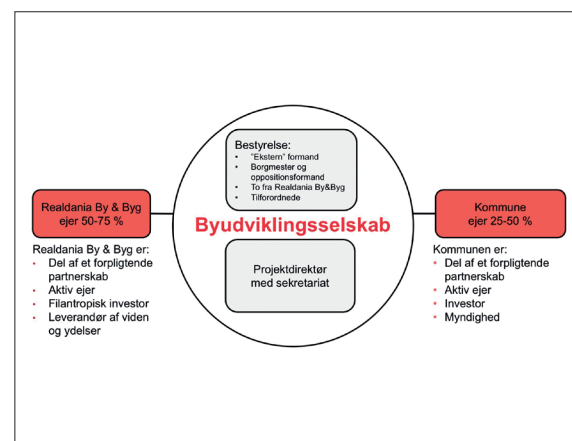 Bestyrelse:
• "Ekstern" formand
• Borgmester og
oppositionsformand
• To fra Realdania By&Byg
• Tilforordnede
Realdania By & Byg
ejer 50-75 %
Byudviklingsselskab
Kommune
ejer 25-50 %
Projektdirektør
med sekretariat
Realdania By & Byg er:
• Del af et forpligtende
partnerskab
• Aktiv ejer
• Filantropisk investor
• Leverandør af viden
og ydelser
Kommunen er:
• Del af et forpligtende
partnerskab
• Aktiv ejer
• Investor
• Myndighed